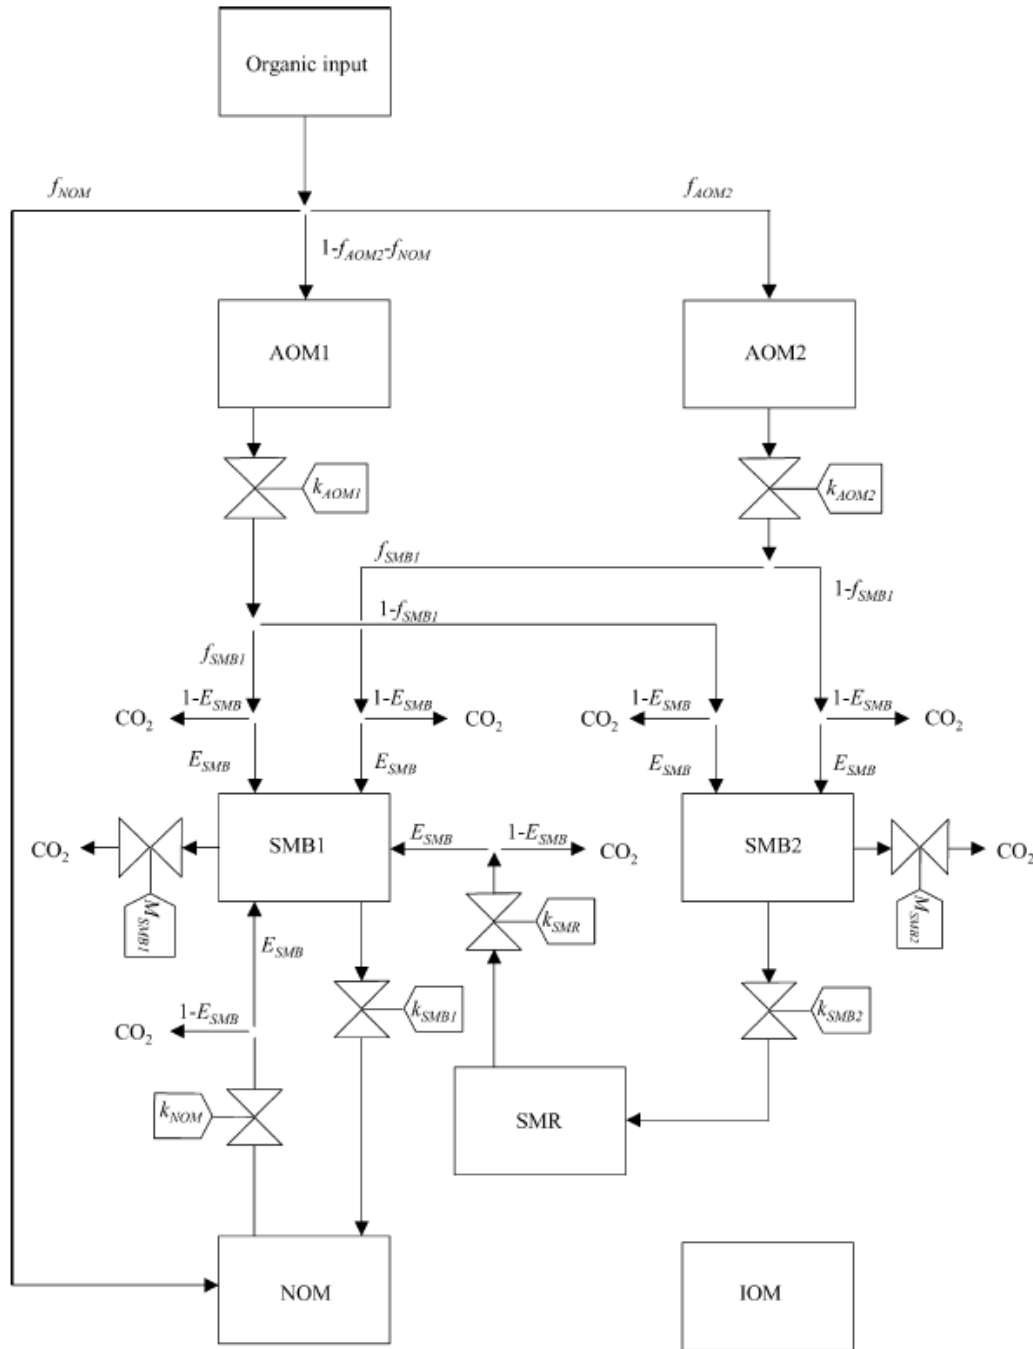 Organic input
f_NOM
f_AOM2
1-f_AOM2-f_NOM
AOM1
AOM2
k_AOM1
k_AOM2
f_SMB1
1-f_SMB1
1-f_SMB1
f_SMB1
CO₂
1-E_SMB
1-E_SMB
CO₂
CO₂
1-E_SMB
1-E_SMB
CO₂
E_SMB
E_SMB
E_SMB
E_SMB
CO₂
SMB1
E_SMB
1-E_SMB
CO₂
SMB2
CO₂
M_SMB1
k_SMR
M_SMB2
E_SMB
1-E_SMB
CO₂
k_SMB1
k_SMB2
k_NOM
SMR
NOM
IOM